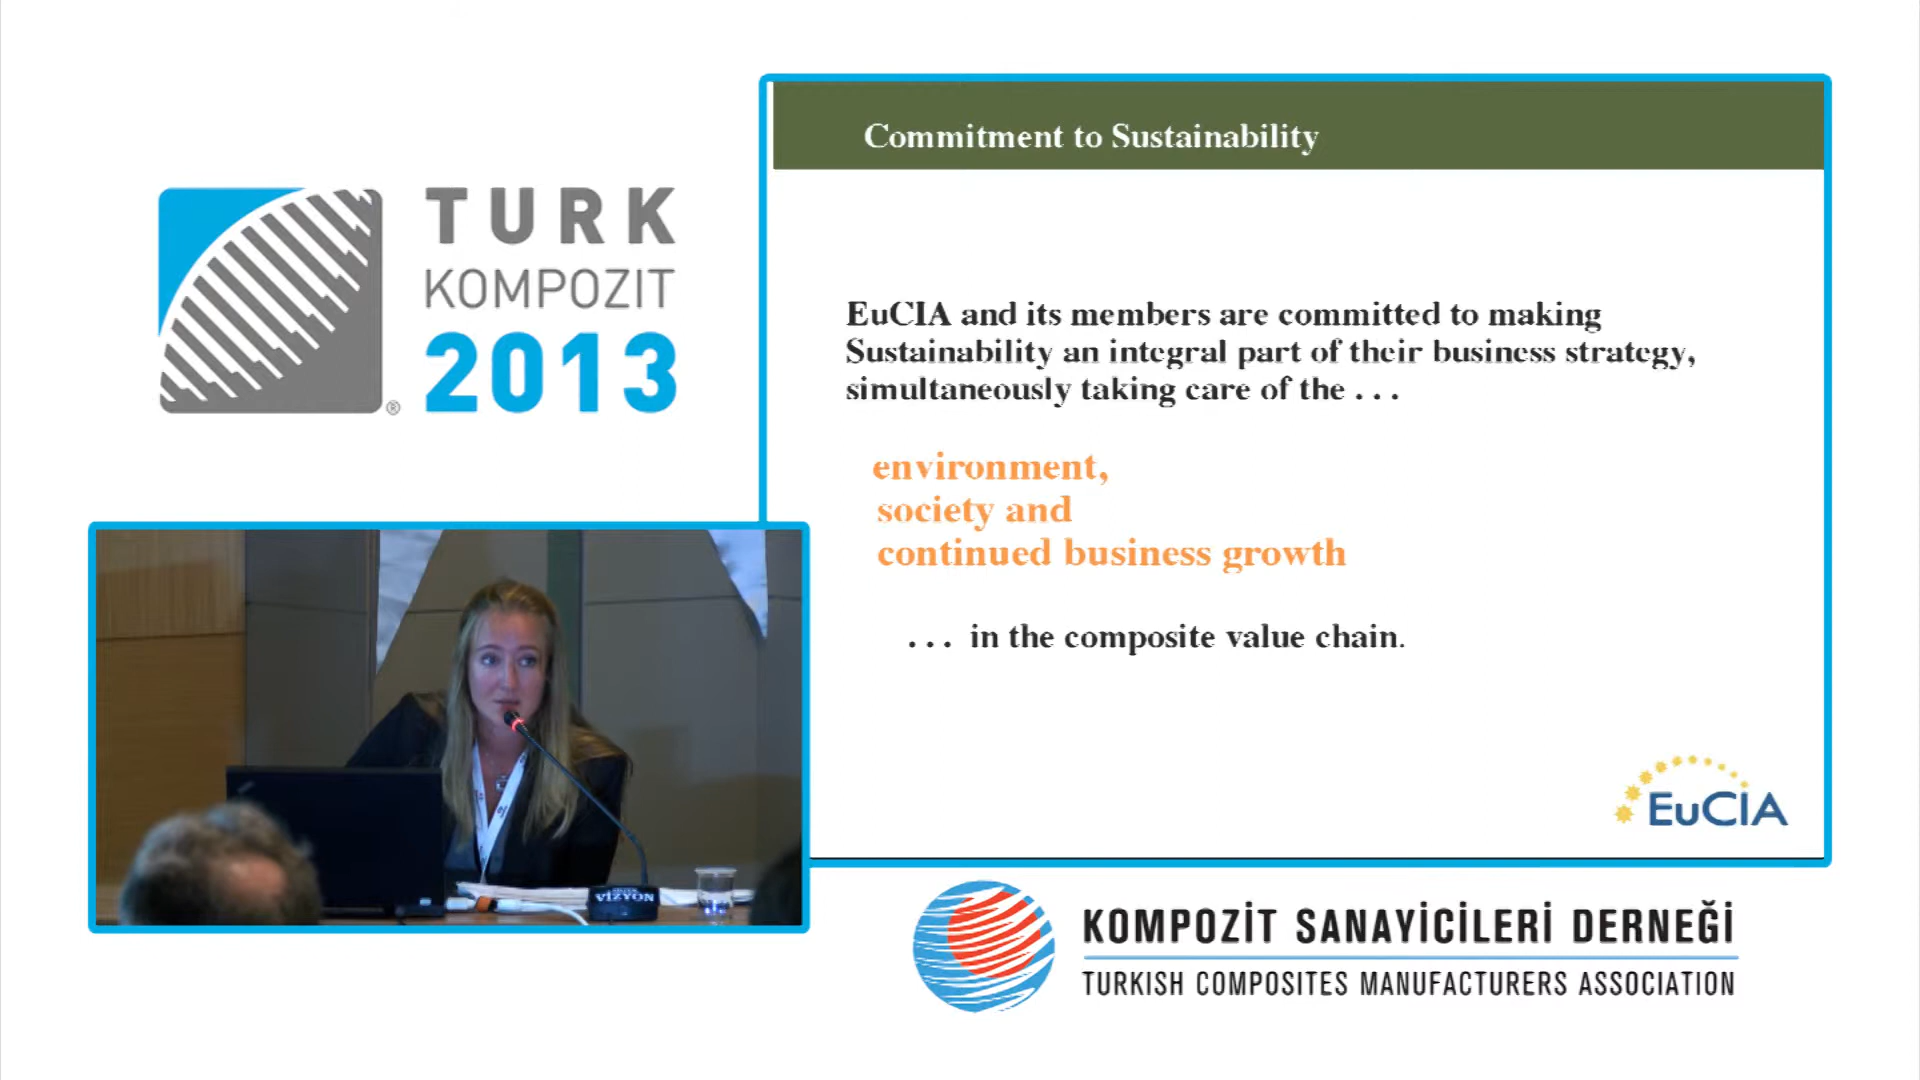 Commitment to Sustainability
TURK
KOMPOZIT
2013
®
EuCIA and its members are committed to making
Sustainability an integral part of their business strategy,
simultaneously taking care of the . . .
environment,
society and
continued business growth
. . . in the composite value chain.
EuCIA
VİZYON
KOMPOZİT SANAYİCİLERİ DERNEĞİ
TURKISH COMPOSITES MANUFACTURERS ASSOCIATION